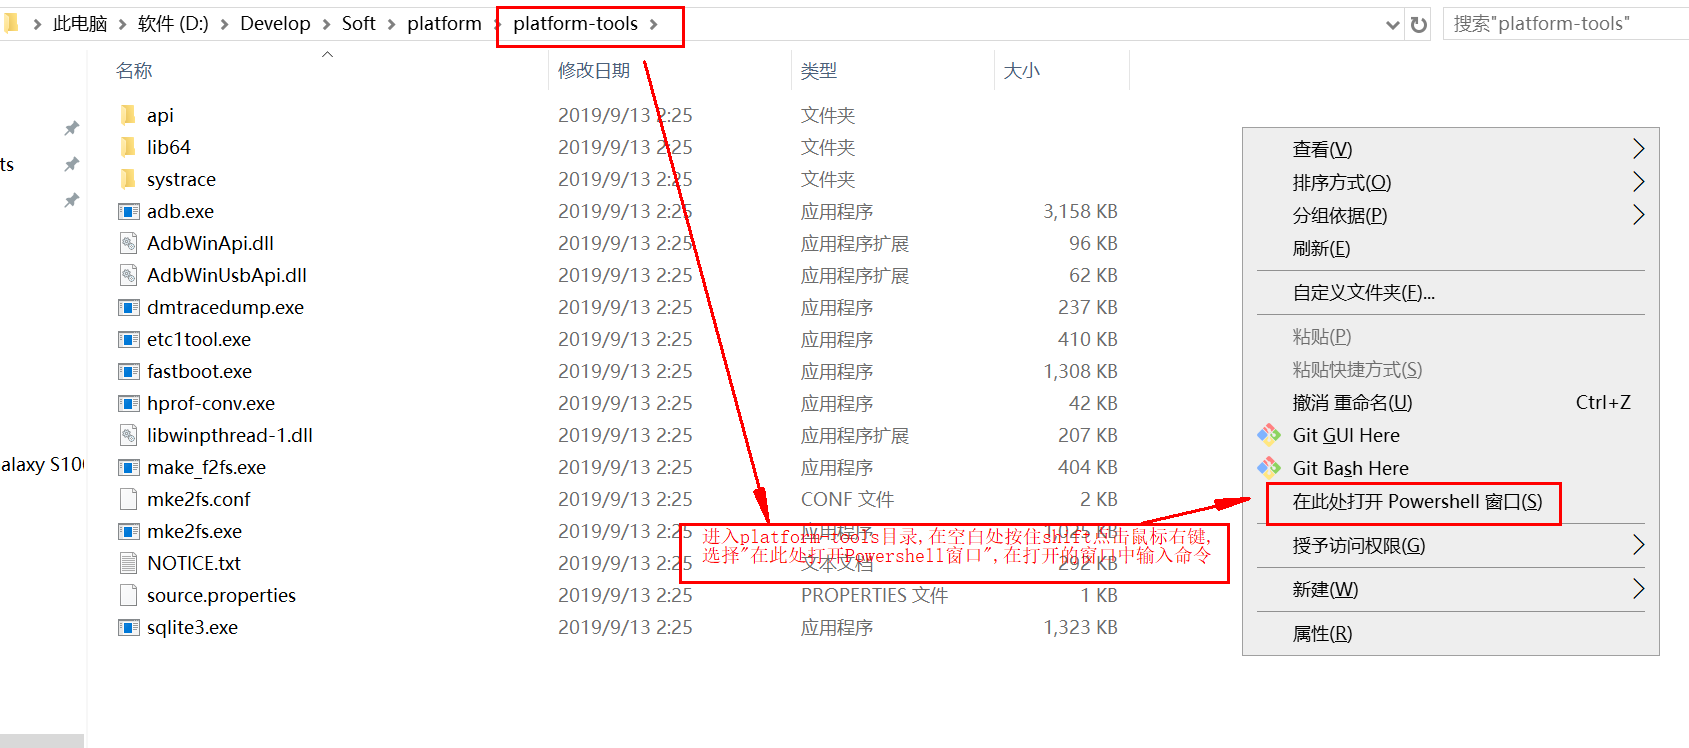 此电脑 > 软件 (D:) > Develop > Soft > platform > platform-tools >
搜索"platform-tools"
名称 修改日期 类型 大小
api 2019/9/13 2:25 文件夹
lib64 2019/9/13 2:25 文件夹
systrace 2019/9/13 2:25 文件夹
adb.exe 2019/9/13 2:25 应用程序 3,158 KB
AdbWinApi.dll 2019/9/13 2:25 应用程序扩展 96 KB
AdbWinUsbApi.dll 2019/9/13 2:25 应用程序扩展 62 KB
dmtracedump.exe 2019/9/13 2:25 应用程序 237 KB
etc1tool.exe 2019/9/13 2:25 应用程序 410 KB
fastboot.exe 2019/9/13 2:25 应用程序 1,308 KB
hprof-conv.exe 2019/9/13 2:25 应用程序 42 KB
libwinpthread-1.dll 2019/9/13 2:25 应用程序扩展 207 KB
make_f2fs.exe 2019/9/13 2:25 应用程序 404 KB
mke2fs.conf 2019/9/13 2:25 CONF 文件 2 KB
mke2fs.exe 2019/9/13 2:25 应用程序 KB
NOTICE.txt 2019/9/13 2:25 文本文档 292 KB
source.properties 2019/9/13 2:25 PROPERTIES 文件 1 KB
sqlite3.exe 2019/9/13 2:25 应用程序 1,323 KB
ts
alaxy S10
进入platform-tools目录,在空白处按住shift点击鼠标右键,
选择"在此处打开Powershell窗口",在打开的窗口中输入命令
查看(V)
排序方式(O)
分组依据(P)
刷新(E)
自定义文件夹(F)...
粘贴(P)
粘贴快捷方式(S)
撤消 重命名(U) Ctrl+Z
Git GUI Here
Git Bash Here
在此处打开 Powershell 窗口(S)
授予访问权限(G)
新建(W)
属性(R)